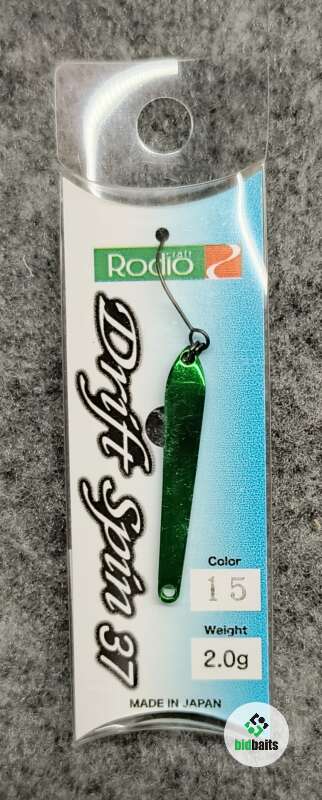 craft
Rodio
Drift Spin 37
Color
15
Weight
2.0g
MADE IN JAPAN
bidbaits